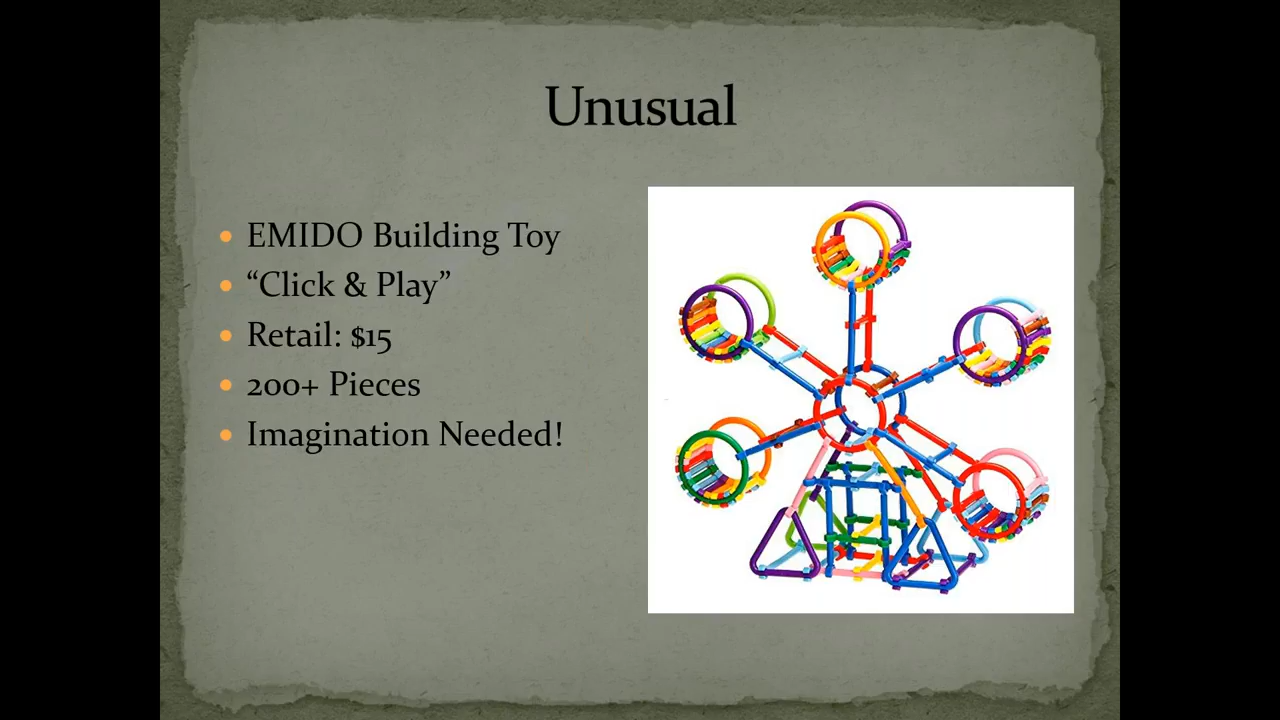 Unusual
EMIDO Building Toy
“Click & Play”
Retail: $15
200+ Pieces
Imagination Needed!